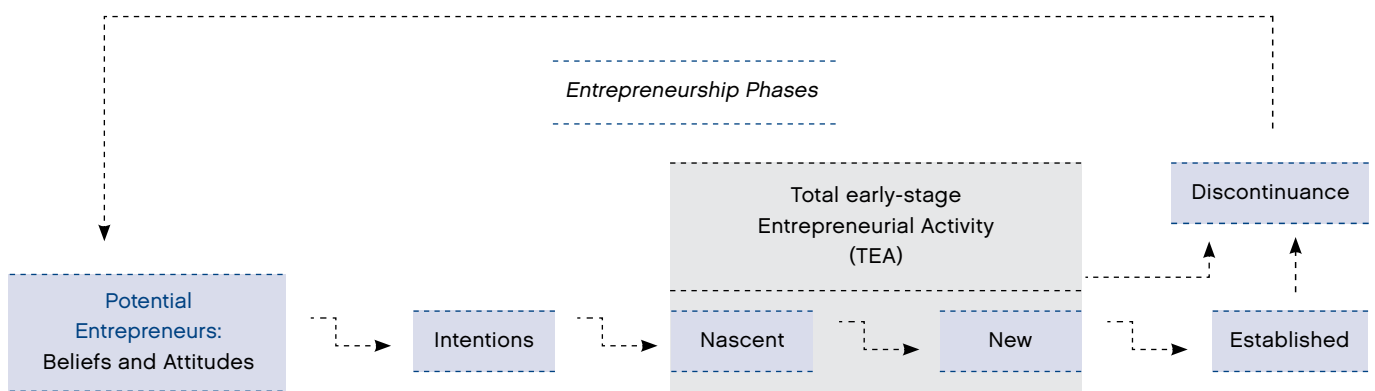 Entrepreneurship Phases
Total early-stage
Entrepreneurial Activity
(TEA)
Discontinuance
Potential
Entrepreneurs:
Beliefs and Attitudes
Intentions
Nascent
New
Established